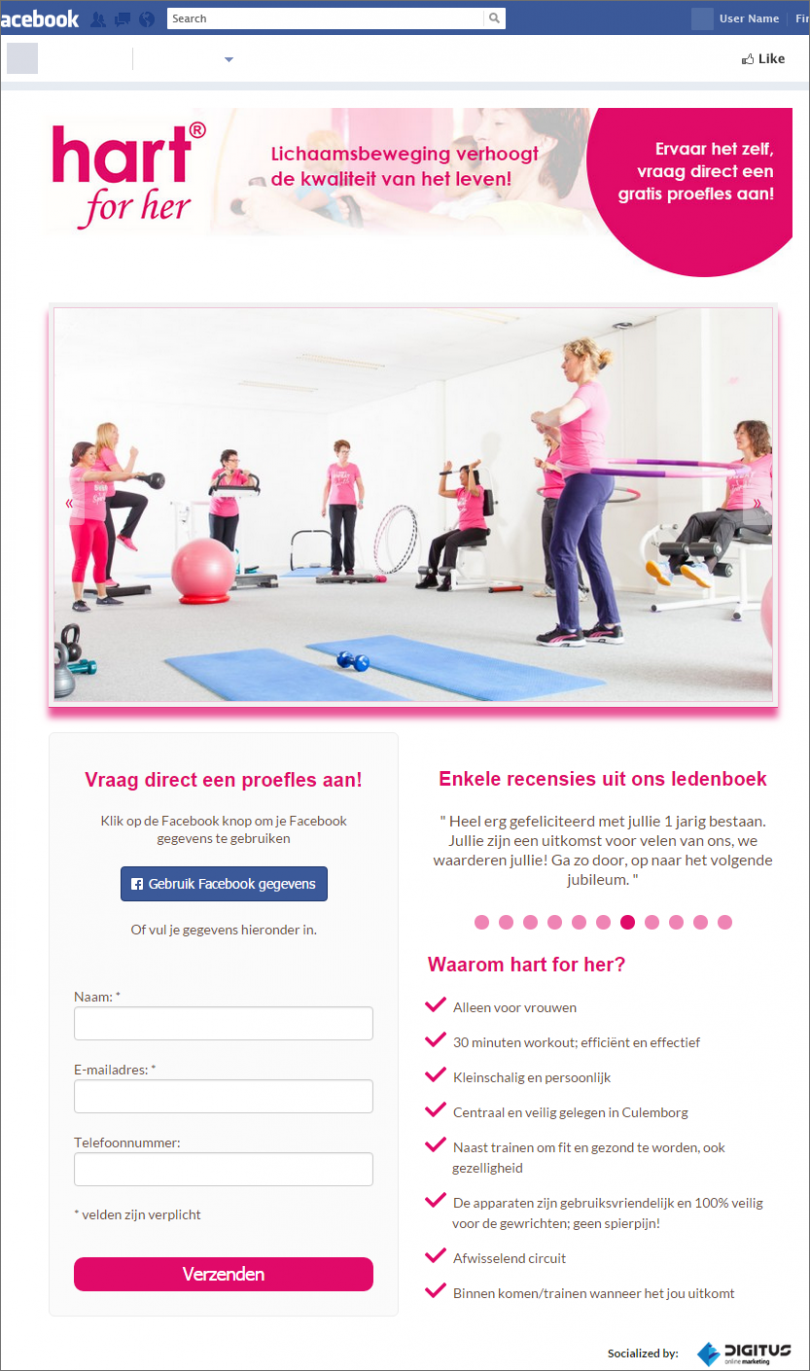 acebook
Search
User Name
Fir
Like
hart®
for her
Lichaamsbeweging verhoogt
de kwaliteit van het leven!
Ervaar het zelf,
vraag direct een
gratis proefles aan!
«
»
Vraag direct een proefles aan!
Klik op de Facebook knop om je Facebook
gegevens te gebruiken
Gebruik Facebook gegevens
Of vul je gegevens hieronder in.
Naam: *
E-mailadres: *
Telefoonnummer:
* velden zijn verplicht
Verzenden
Enkele recensies uit ons ledenboek
" Heel erg gefeliciteerd met jullie 1 jarig bestaan.
Jullie zijn een uitkomst voor velen van ons, we
waarderen jullie! Ga zo door, op naar het volgende
jubileum. "
Waarom hart for her?
Alleen voor vrouwen
30 minuten workout; efficiënt en effectief
Kleinschalig en persoonlijk
Centraal en veilig gelegen in Culemborg
Naast trainen om fit en gezond te worden, ook
gezelligheid
De apparaten zijn gebruiksvriendelijk en 100% veilig
voor de gewrichten; geen spierpijn!
Afwisselend circuit
Binnen komen/trainen wanneer het jou uitkomt
Socialized by:
DIGITUS
online marketing